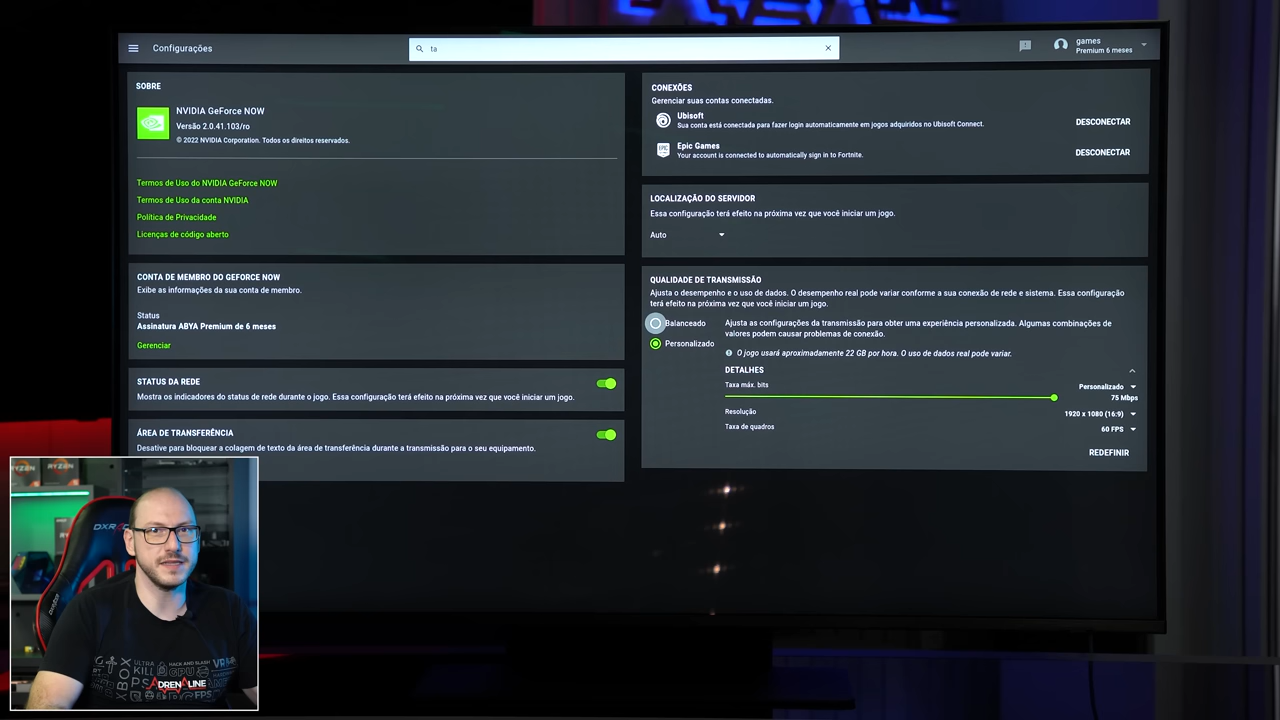 Configurações
ta
games
Premium 6 meses
SOBRE
NVIDIA GeForce NOW
Versão 2.0.41.103/ro
© 2022 NVIDIA Corporation. Todos os direitos reservados.
Termos de Uso do NVIDIA GeForce NOW
Termos de Uso da conta NVIDIA
Política de Privacidade
Licenças de código aberto
CONTA DE MEMBRO DO GEFORCE NOW
Exibe as informações da sua conta de membro.
Status
Assinatura ABYA Premium de 6 meses
Gerenciar
STATUS DA REDE
Mostra os indicadores do status de rede durante o jogo. Essa configuração terá efeito na próxima vez que você iniciar um jogo.
ÁREA DE TRANSFERÊNCIA
Desative para bloquear a colagem de texto da área de transferência durante a transmissão para o seu equipamento.
CONEXÕES
Gerenciar suas contas conectadas.
Ubisoft
Sua conta está conectada para fazer login automaticamente em jogos adquiridos no Ubisoft Connect.
DESCONECTAR
EPIC
Epic Games
Your account is connected to automatically sign in to Fortnite.
DESCONECTAR
LOCALIZAÇÃO DO SERVIDOR
Essa configuração terá efeito na próxima vez que você iniciar um jogo.
Auto
QUALIDADE DE TRANSMISSÃO
Ajusta o desempenho e o uso de dados. O desempenho real pode variar conforme a sua conexão de rede e sistema. Essa configuração
terá efeito na próxima vez que você iniciar um jogo.
Balanceado
Personalizado
Ajusta as configurações da transmissão para obter uma experiência personalizada. Algumas combinações de
valores podem causar problemas de conexão.
O jogo usará aproximadamente 22 GB por hora. O uso de dados real pode variar.
DETALHES
Taxa máx. bits
Personalizado
75 Mbps
Resolução
1920 x 1080 (16:9)
Taxa de quadros
60 FPS
REDEFINIR
RYZEN
RYZEN
DXR
ULTRA
KILL
HACK AND SLASH
GPU
XBOX
FPS
ADRENALINE